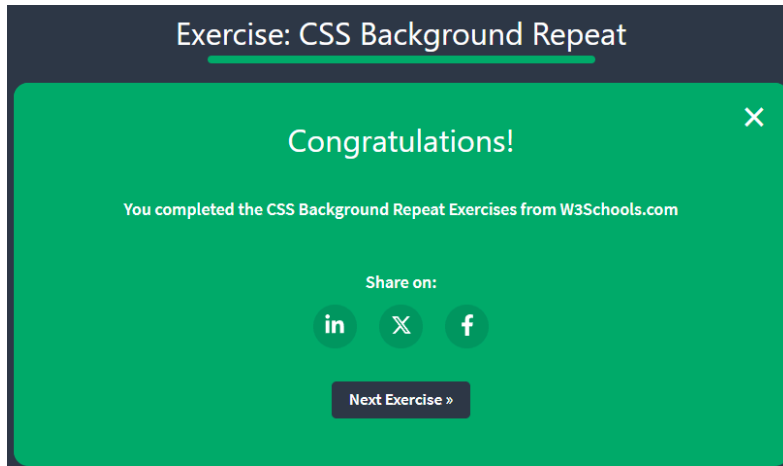 Exercise: CSS Background Repeat
Congratulations!
You completed the CSS Background Repeat Exercises from W3Schools.com
Share on:
in X f
Next Exercise »